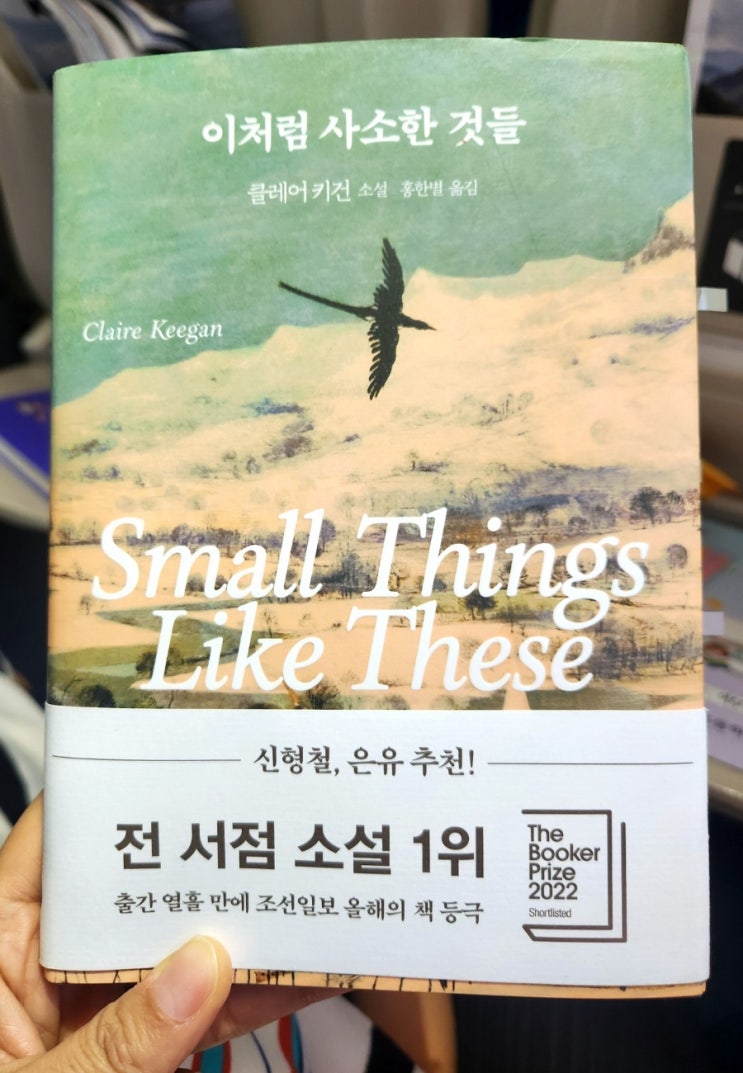 이처럼 사소한 것들
클레어 키건 소설 홍한별 옮김
Claire Keegan
Small Things
Like These
신형철, 은유 추천!
전 서점 소설 1위
출간 열흘 만에 조선일보 올해의 책 등극
The
Booker
Prize
2022
Shortlisted